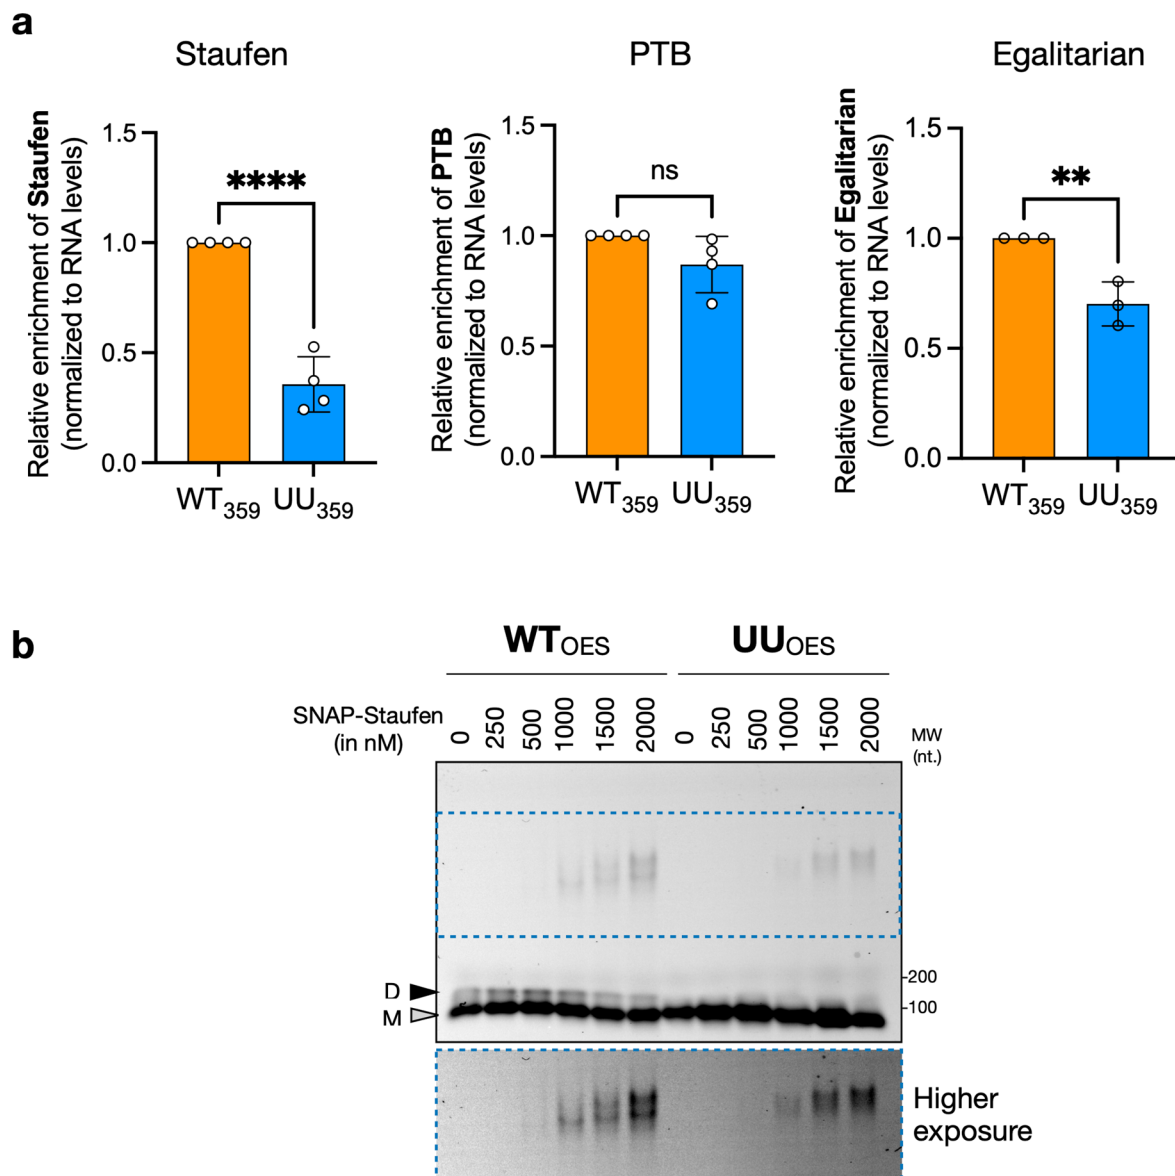 a
Staufen
PTB
Egalitarian
Relative enrichment of Staufen
(normalized to RNA levels)
1.5
1.0
0.5
0.0
****
WT359 UU359
Relative enrichment of PTB
(normalized to RNA levels)
1.5
1.0
0.5
0.0
ns
WT359 UU359
Relative enrichment of Egalitarian
(normalized to RNA levels)
1.5
1.0
0.5
0.0
**
WT359 UU359
b
WTOES
UUOES
SNAP-Staufen
(in nM)
0 250 500 1000 1500 2000 0 250 500 1000 1500 2000
MW
(nt.)
-200
D
-100
M
Higher
exposure